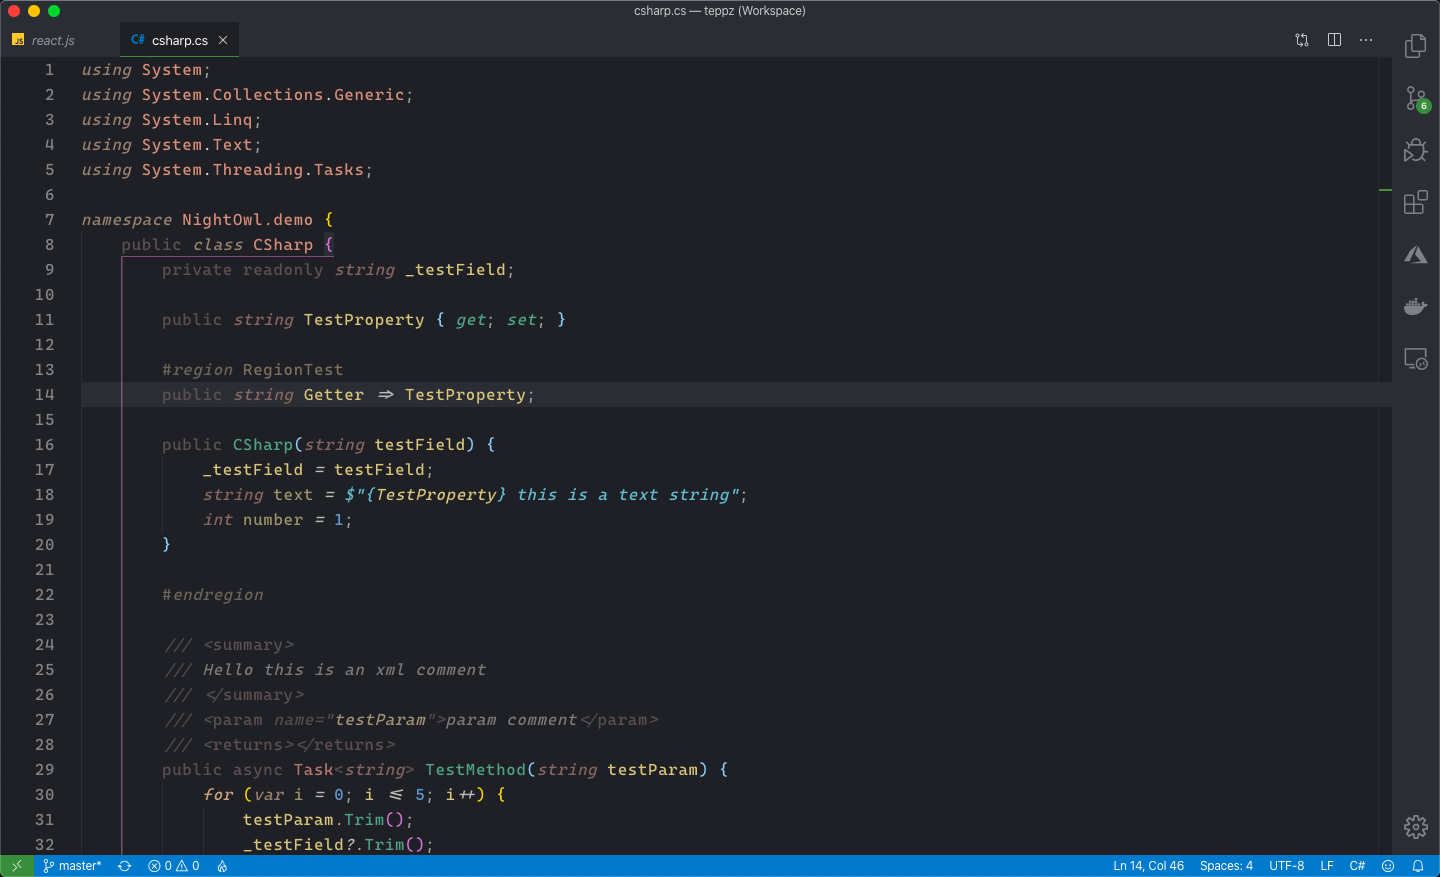 csharp.cs — teppz (Workspace)
JS react.js
C# csharp.cs
1 using System;
2 using System.Collections.Generic;
3 using System.Linq;
4 using System.Text;
5 using System.Threading.Tasks;
6
7 namespace NightOwl.demo {
8 public class CSharp {
9 private readonly string _testField;
10
11 public string TestProperty { get; set; }
12
13 #region RegionTest
14 public string Getter => TestProperty;
15
16 public CSharp(string testField) {
17 _testField = testField;
18 string text = $"{TestProperty} this is a text string";
19 int number = 1;
20 }
21
22 #endregion
23
24 /// <summary>
25 /// Hello this is an xml comment
26 /// </summary>
27 /// <param name="testParam">param comment</param>
28 /// <returns></returns>
29 public async Task<string> TestMethod(string testParam) {
30 for (var i = 0; i <= 5; i++) {
31 testParam.Trim();
32 _testField?.Trim();
6
master* 0 0 Ln 14, Col 46 Spaces: 4 UTF-8 LF C#